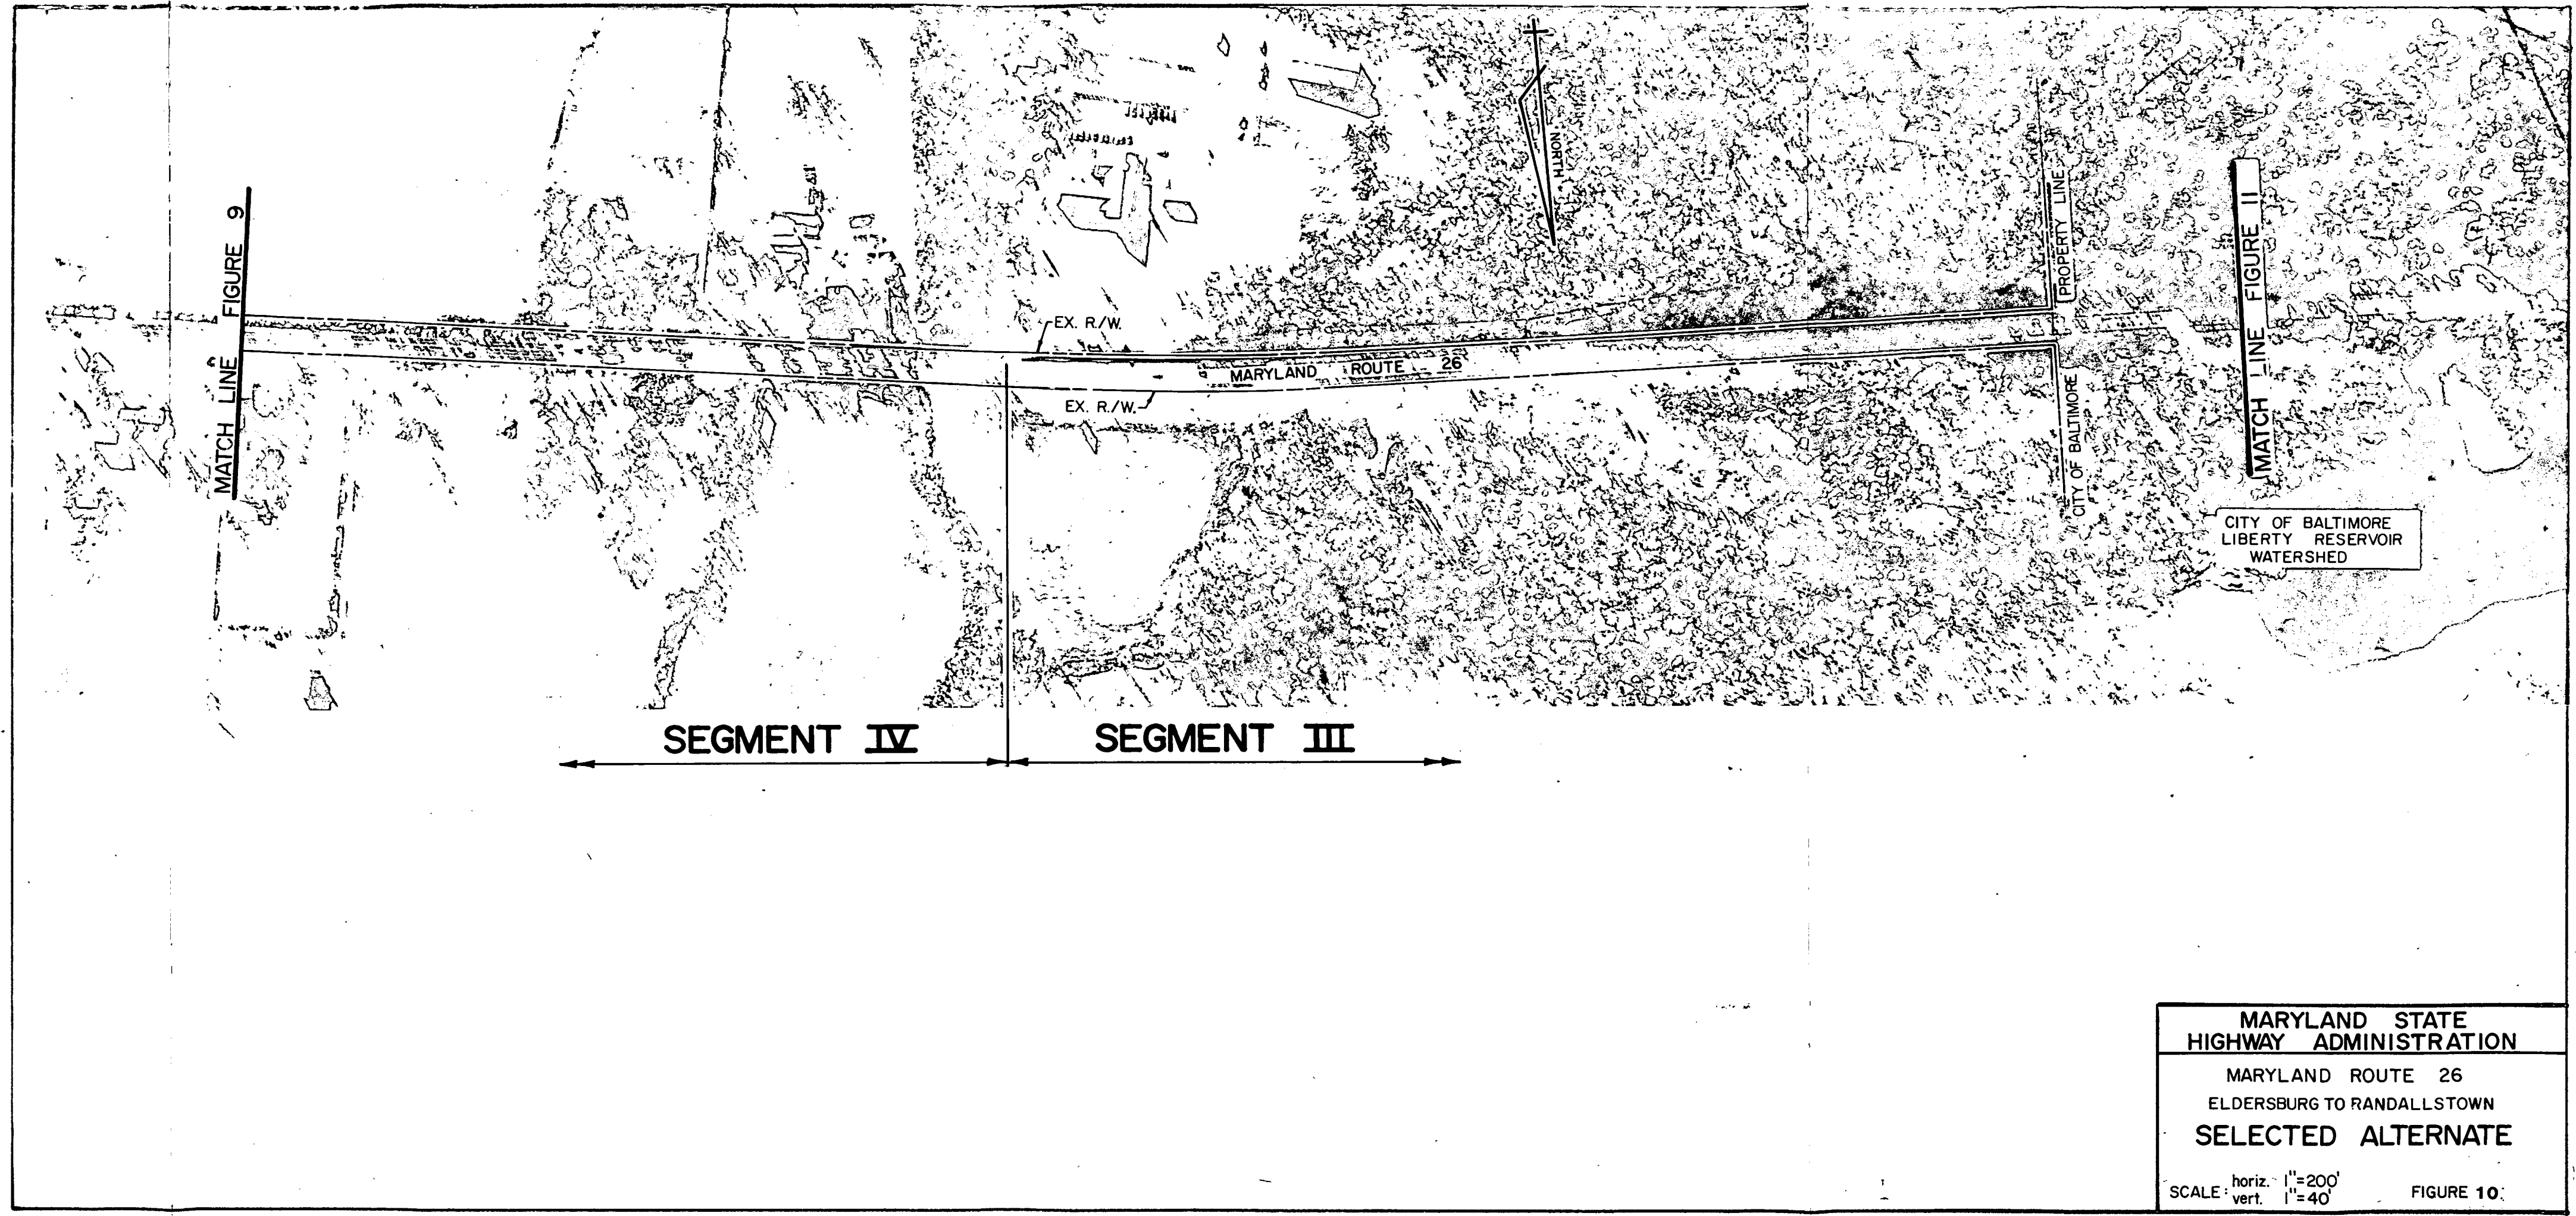 MATCH LINE FIGURE 9
EX. R./W.
MARYLAND ROUTE 26
EX. R./W.
NORTH
PROPERTY LINE
CITY OF BALTIMORE
MATCH LINE FIGURE 11
CITY OF BALTIMORE
LIBERTY RESERVOIR
WATERSHED
SEGMENT IV
SEGMENT III
MARYLAND STATE
HIGHWAY ADMINISTRATION
MARYLAND ROUTE 26
ELDERSBURG TO RANDALLSTOWN
SELECTED ALTERNATE
SCALE: horiz. 1"=200'
vert. 1"=40'
FIGURE 10